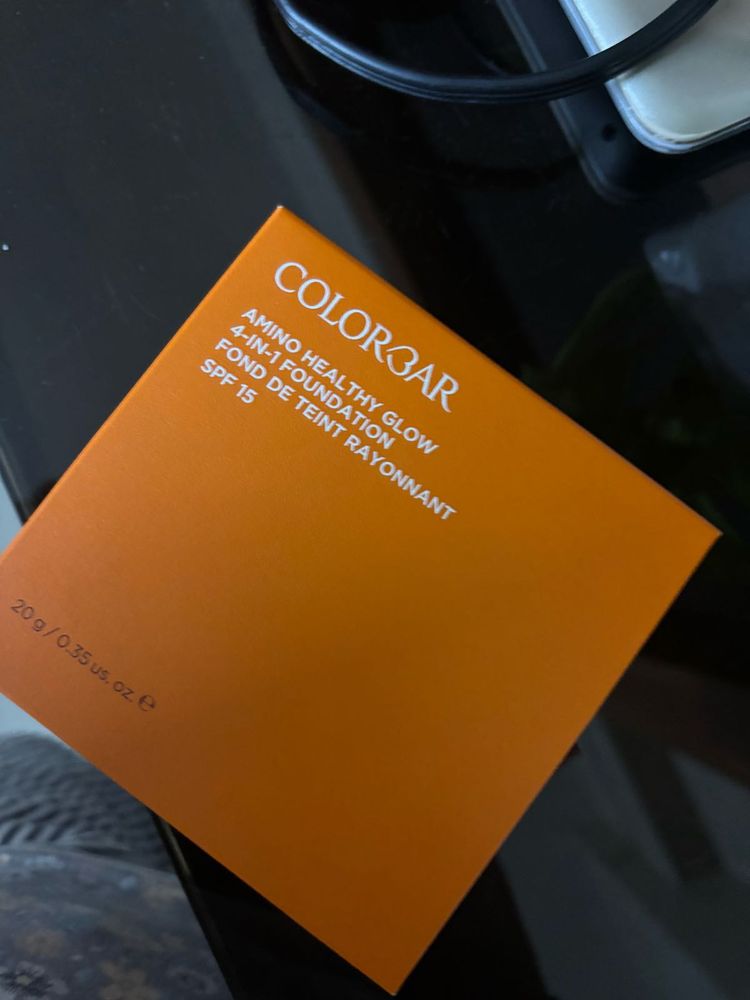 COLORBAR
AMINO HEALTHY GLOW
4-IN-1 FOUNDATION
FOND DE TEINT RAYONNANT
SPF 15
20 g / 0.35 us. oz. ℮